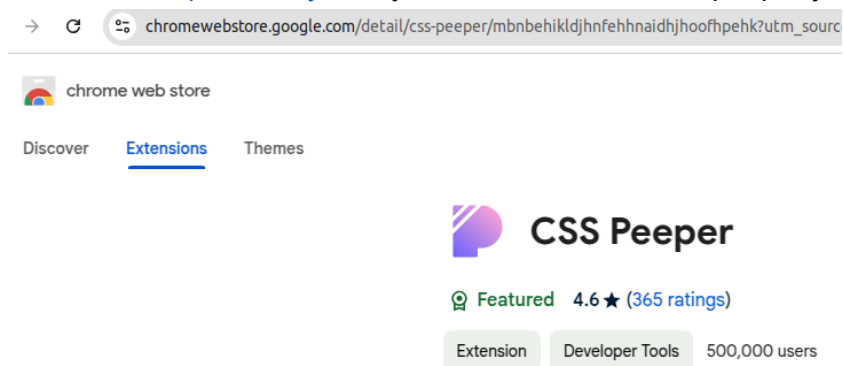 chromewebstore.google.com/detail/css-peeper/mbnbehikldjhnfehhnaidhjhoofhpehk?utm_sourc
chrome web store
Discover Extensions Themes
CSS Peeper
Featured 4.6 ★ (365 ratings)
Extension Developer Tools 500,000 users